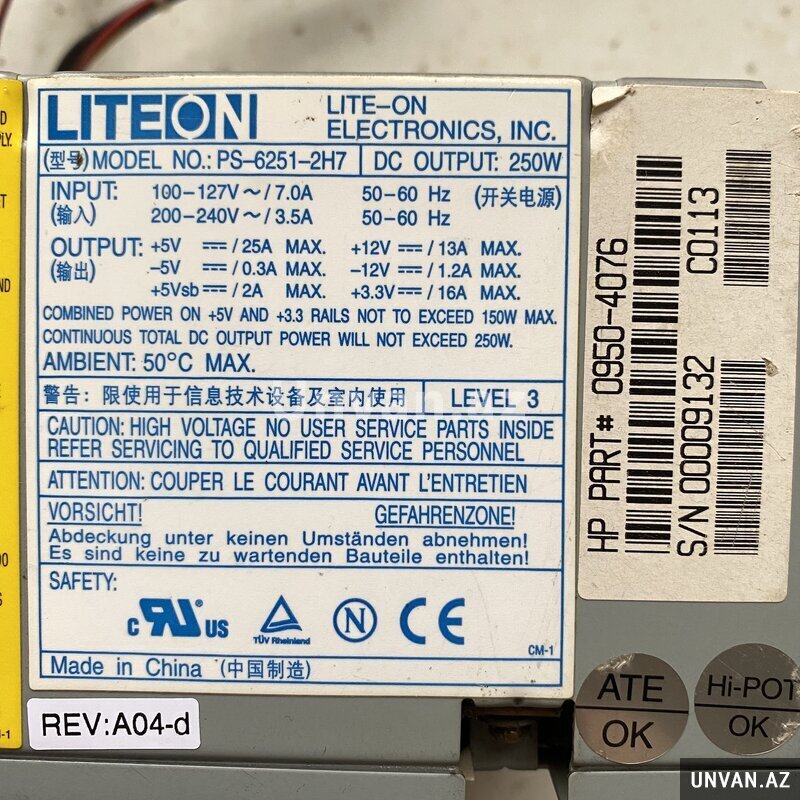 LITEON
LITE-ON
ELECTRONICS, INC.
(型号) MODEL NO.: PS-6251-2H7
DC OUTPUT: 250W
INPUT: 100-127V ~ / 7.0A 50-60 Hz (开关电源)
(输入) 200-240V ~ / 3.5A 50-60 Hz
OUTPUT: +5V ⎓ / 25A MAX. +12V ⎓ / 13A MAX.
(输出) -5V ⎓ / 0.3A MAX. -12V ⎓ / 1.2A MAX.
+5Vsb ⎓ / 2A MAX. +3.3V ⎓ / 16A MAX.
COMBINED POWER ON +5V AND +3.3 RAILS NOT TO EXCEED 150W MAX.
CONTINUOUS TOTAL DC OUTPUT POWER WILL NOT EXCEED 250W.
AMBIENT: 50°C MAX.
警告: 限使用于信息技术设备及室内使用
LEVEL 3
CAUTION: HIGH VOLTAGE NO USER SERVICE PARTS INSIDE
REFER SERVICING TO QUALIFIED SERVICE PERSONNEL
ATTENTION: COUPER LE COURANT AVANT L'ENTRETIEN
VORSICHT! GEFAHRENZONE!
Abdeckung unter keinen Umständen abnehmen!
Es sind keine zu wartenden Bauteile enthalten!
SAFETY:
c RU US
TÜV Rheinland
N
CE
CM-1
Made in China (中国制造)
REV:A04-d
HP PART# 0950-4076
S/N 00009132 C0113
ATE
OK
Hi-POT
OK
Unvan.az
UNVAN.AZ